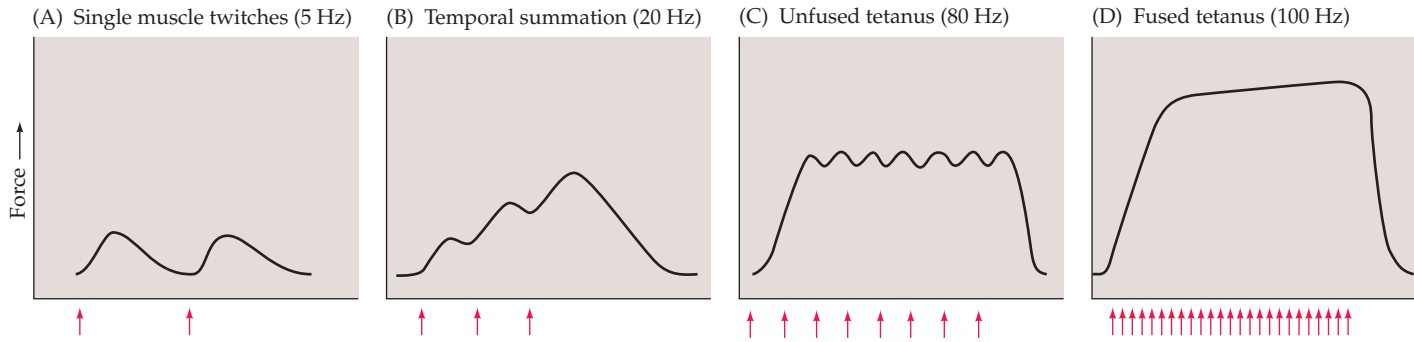 (A) Single muscle twitches (5 Hz)
(B) Temporal summation (20 Hz)
(C) Unfused tetanus (80 Hz)
(D) Fused tetanus (100 Hz)
Force